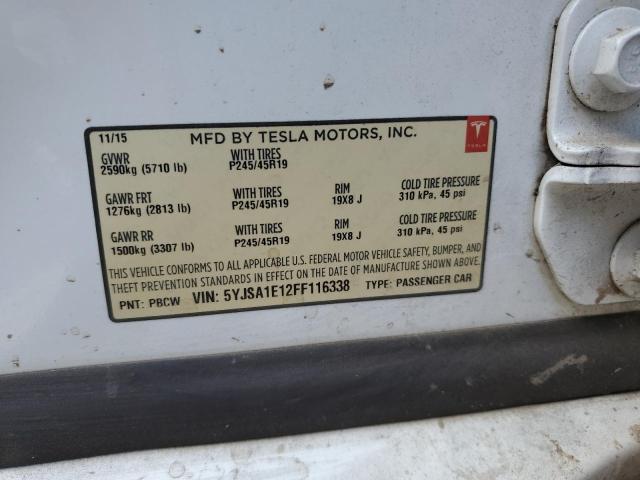 11/15 MFD BY TESLA MOTORS, INC.
TESLA
GVWR WITH TIRES
2590kg (5710 lb) P245/45R19
GAWR FRT WITH TIRES RIM COLD TIRE PRESSURE
1276kg (2813 lb) P245/45R19 19X8 J 310 kPa, 45 psi
GAWR RR WITH TIRES RIM COLD TIRE PRESSURE
1500kg (3307 lb) P245/45R19 19X8 J 310 kPa, 45 psi
THIS VEHICLE CONFORMS TO ALL APPLICABLE U.S. FEDERAL MOTOR VEHICLE SAFETY, BUMPER, AND
THEFT PREVENTION STANDARDS IN EFFECT ON THE DATE OF MANUFACTURE SHOWN ABOVE.
PNT: PBCW VIN: 5YJSA1E12FF116338 TYPE: PASSENGER CAR